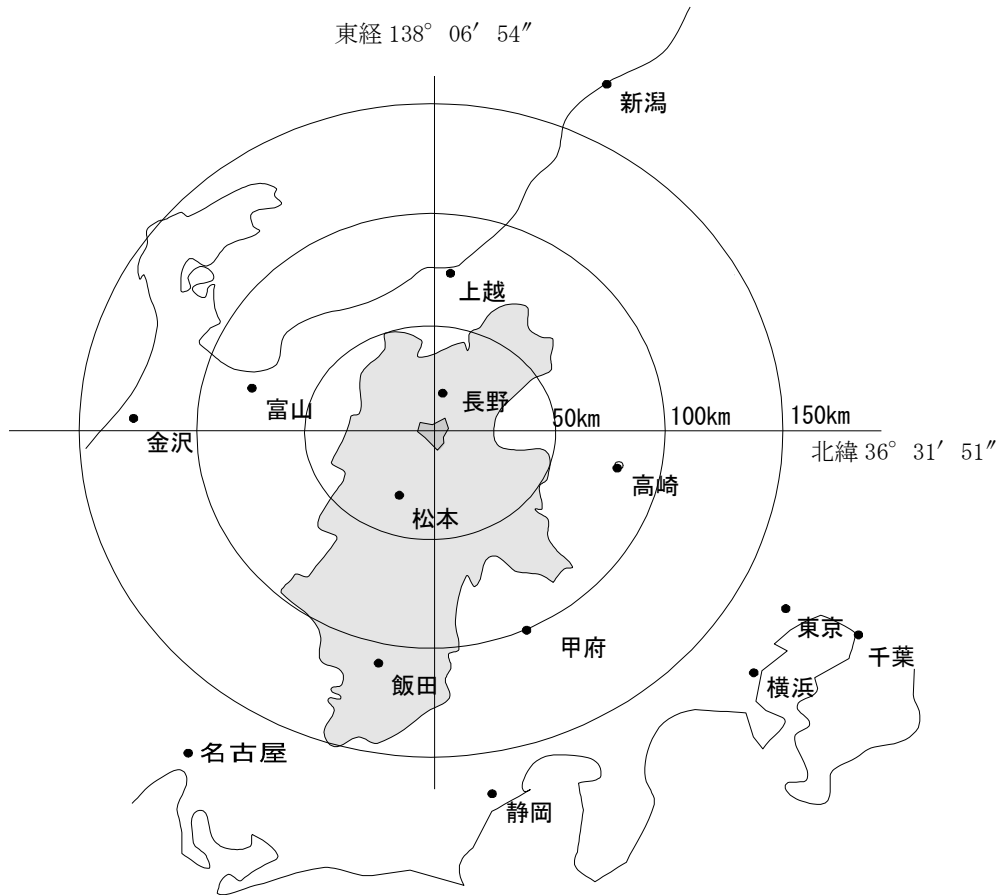 東経 138° 06′ 54″
新潟
上越
長野
富山
金沢
50km
100km
150km
北緯 36° 31′ 51″
高崎
松本
甲府
飯田
東京
千葉
横浜
名古屋
静岡